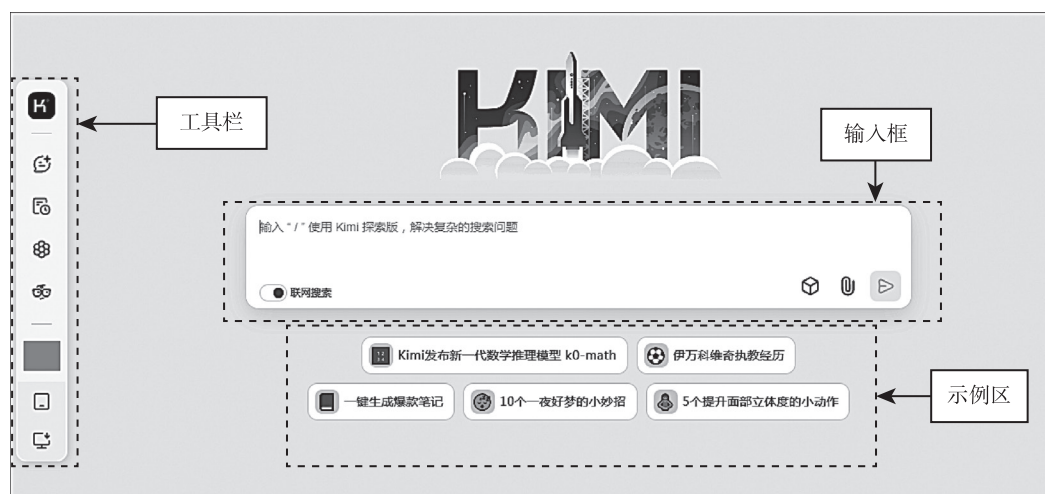 KIMI
K
工具栏
输入框
输入“/”使用 Kimi 探索版，解决复杂的搜索问题
联网搜索
Kimi发布新一代数学推理模型 k0-math
伊万科维奇执教经历
一键生成爆款笔记
10个一夜好梦的小妙招
5个提升面部立体度的小动作
示例区